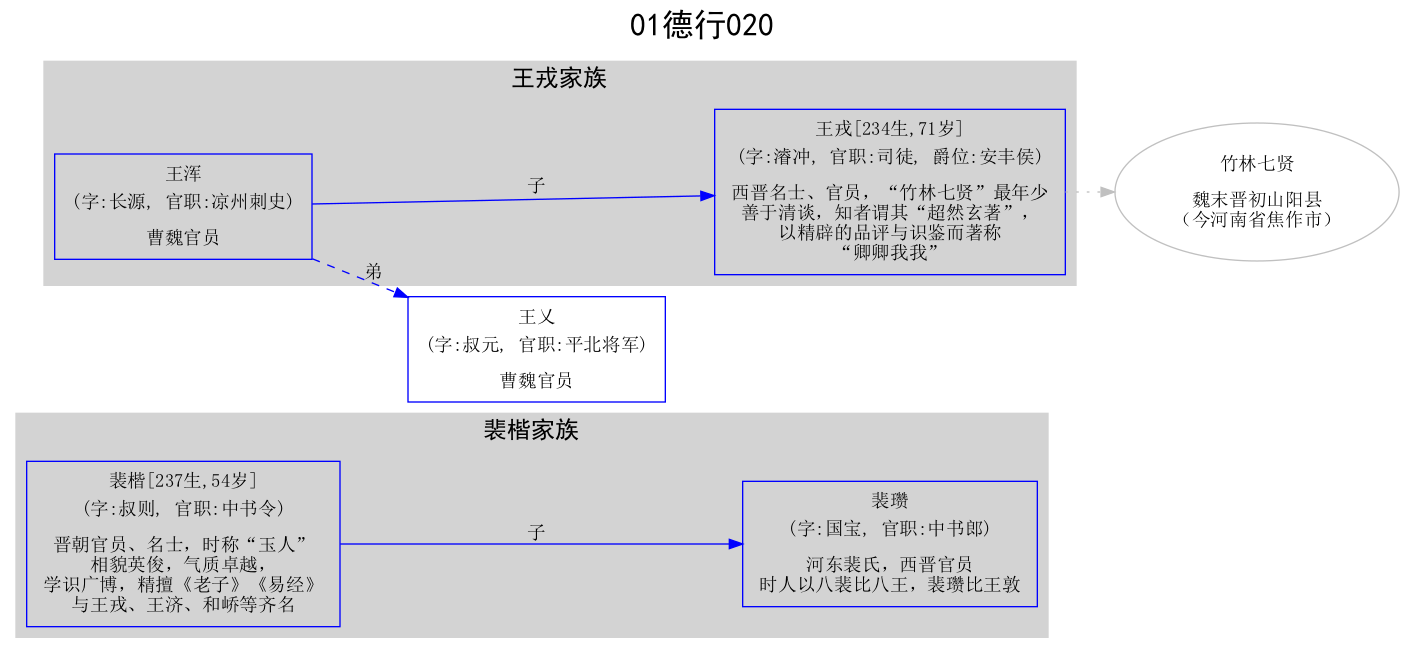 01德行020
王戎家族
王浑
(字:长源, 官职:凉州刺史)
曹魏官员
子
王戎[234生,71岁]
(字:濬冲, 官职:司徒, 爵位:安丰侯)
西晋名士、官员，“竹林七贤”最年少
善于清谈，知者谓其“超然玄著”，
以精辟的品评与识鉴而著称
“卿卿我我”
竹林七贤
魏末晋初山阳县
（今河南省焦作市）
弟
王乂
(字:叔元, 官职:平北将军)
曹魏官员
裴楷家族
裴楷[237生,54岁]
(字:叔则, 官职:中书令)
晋朝官员、名士，时称“玉人”
相貌英俊，气质卓越，
学识广博，精擅《老子》《易经》
与王戎、王济、和峤等齐名
子
裴瓒
(字:国宝, 官职:中书郎)
河东裴氏，西晋官员
时人以八裴比八王，裴瓒比王敦